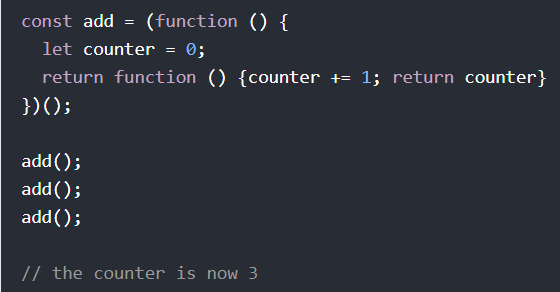 const add = (function () {
  let counter = 0;
  return function () {counter += 1; return counter}
})();

add();
add();
add();

// the counter is now 3